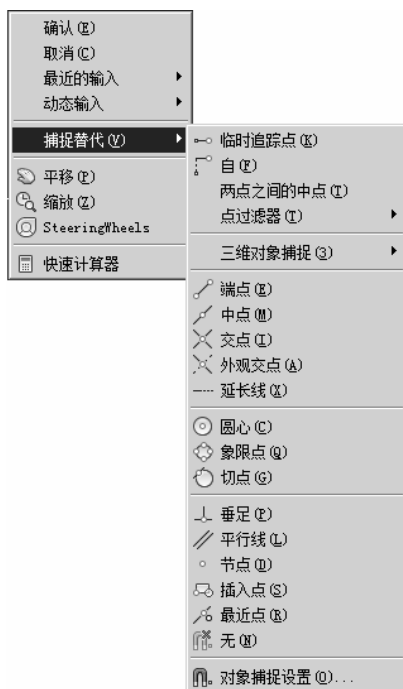 确认(E)
取消(C)
最近的输入
动态输入
捕捉替代(V)
平移(P)
缩放(Z)
SteeringWheels
快速计算器
临时追踪点(K)
自(F)
两点之间的中点(T)
点过滤器(T)
三维对象捕捉(3)
端点(E)
中点(M)
交点(I)
外观交点(A)
延长线(X)
圆心(C)
象限点(Q)
切点(G)
垂足(P)
平行线(L)
节点(D)
插入点(S)
最近点(R)
无(N)
对象捕捉设置(O)...